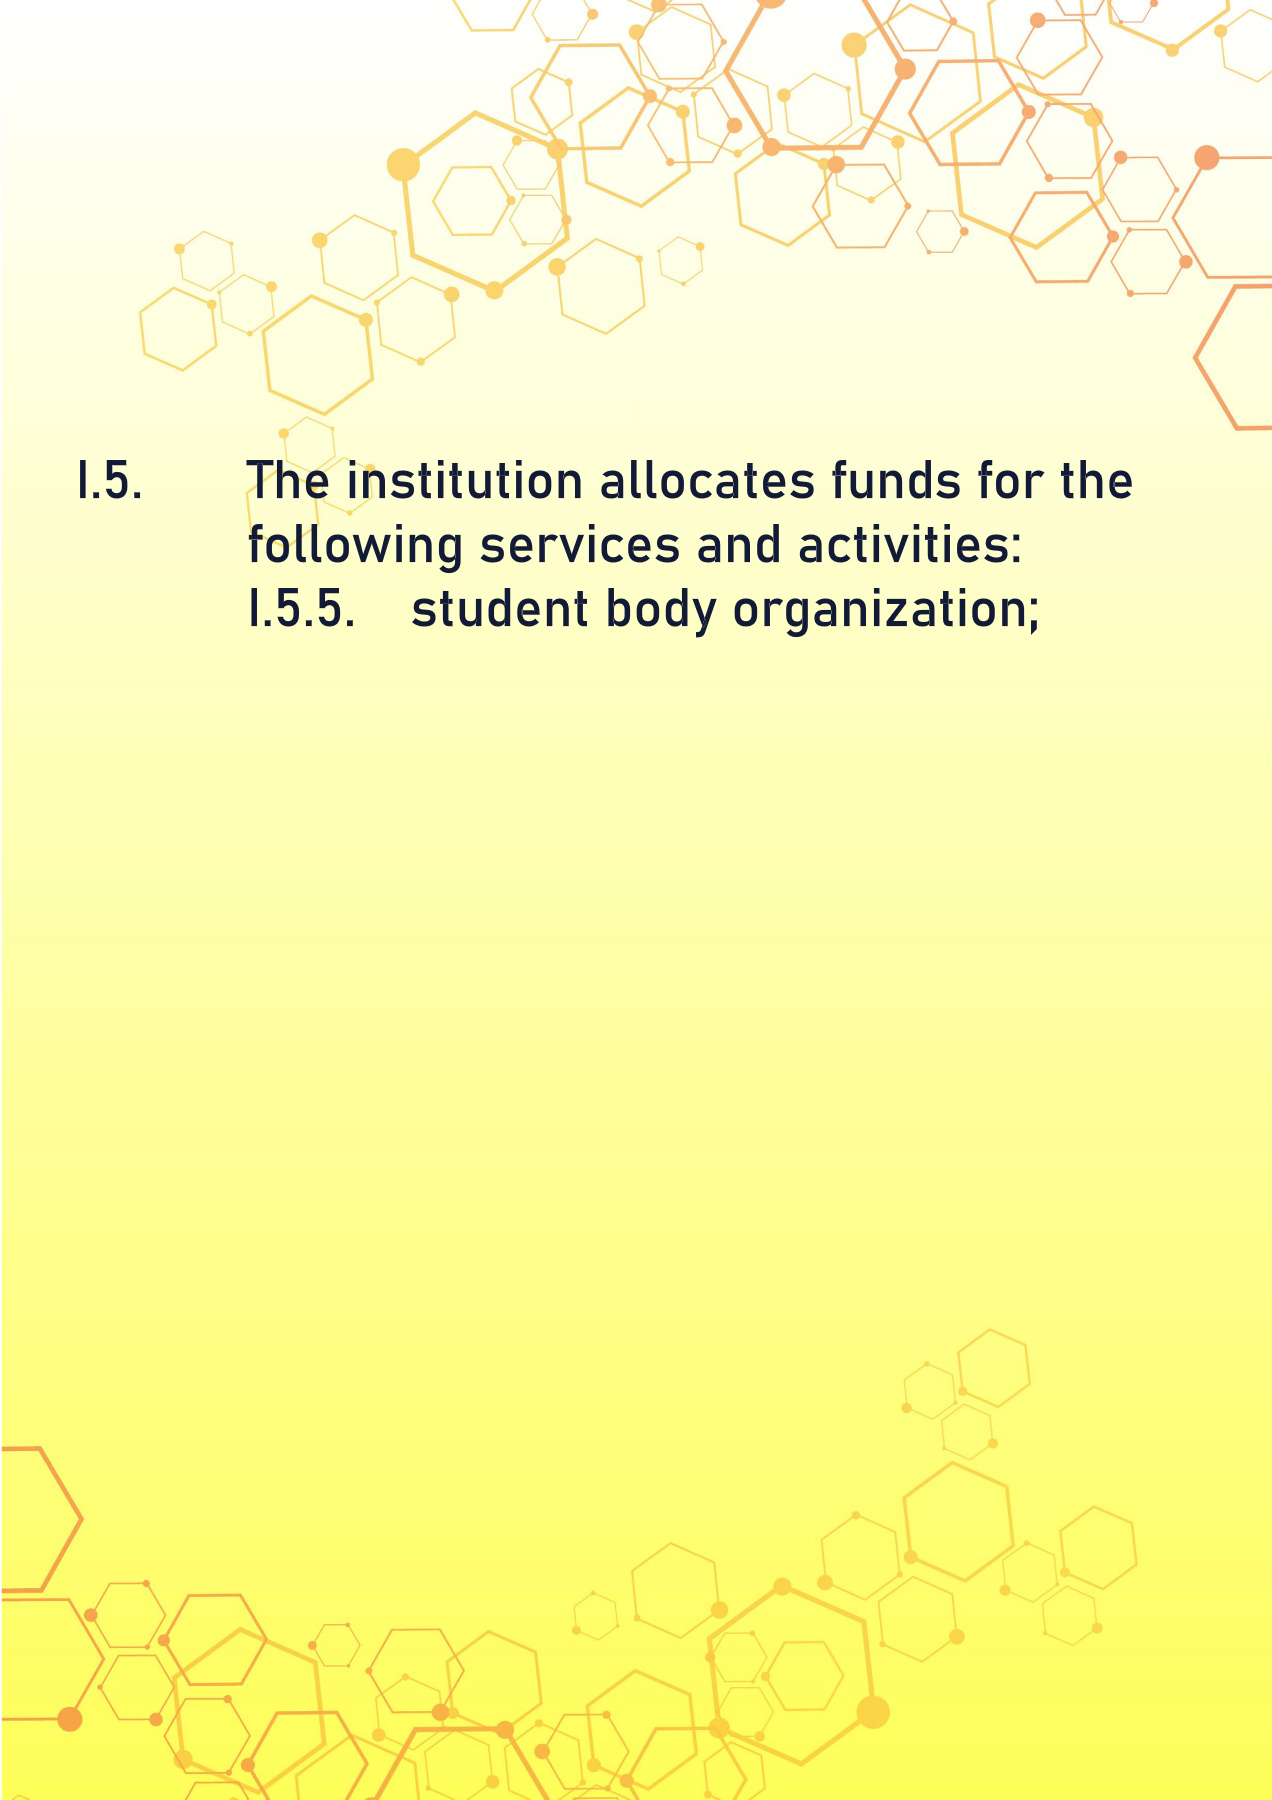 I.5. The institution allocates funds for the
following services and activities:
I.5.5. student body organization;